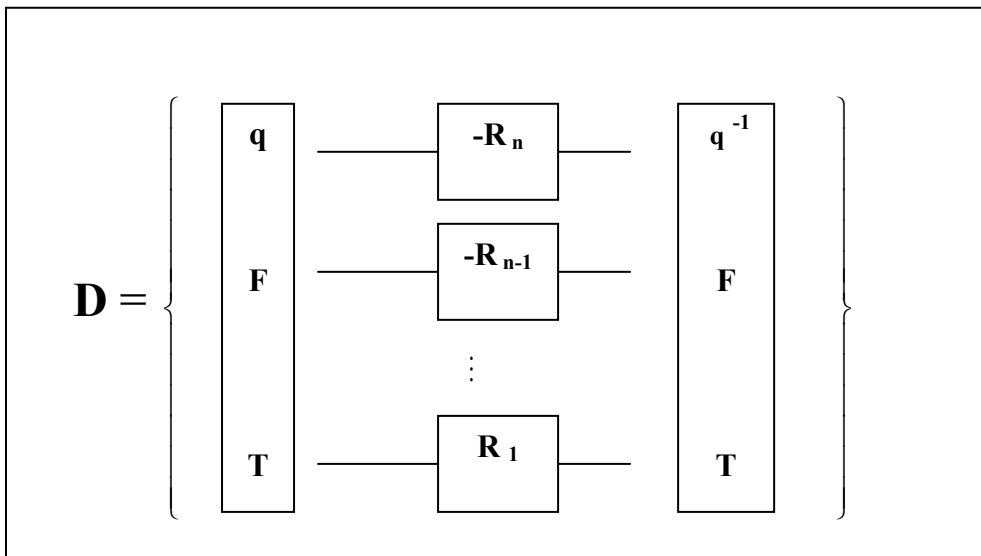 q -R n q -1
-R n-1
D = F F
⋮
T R 1 T